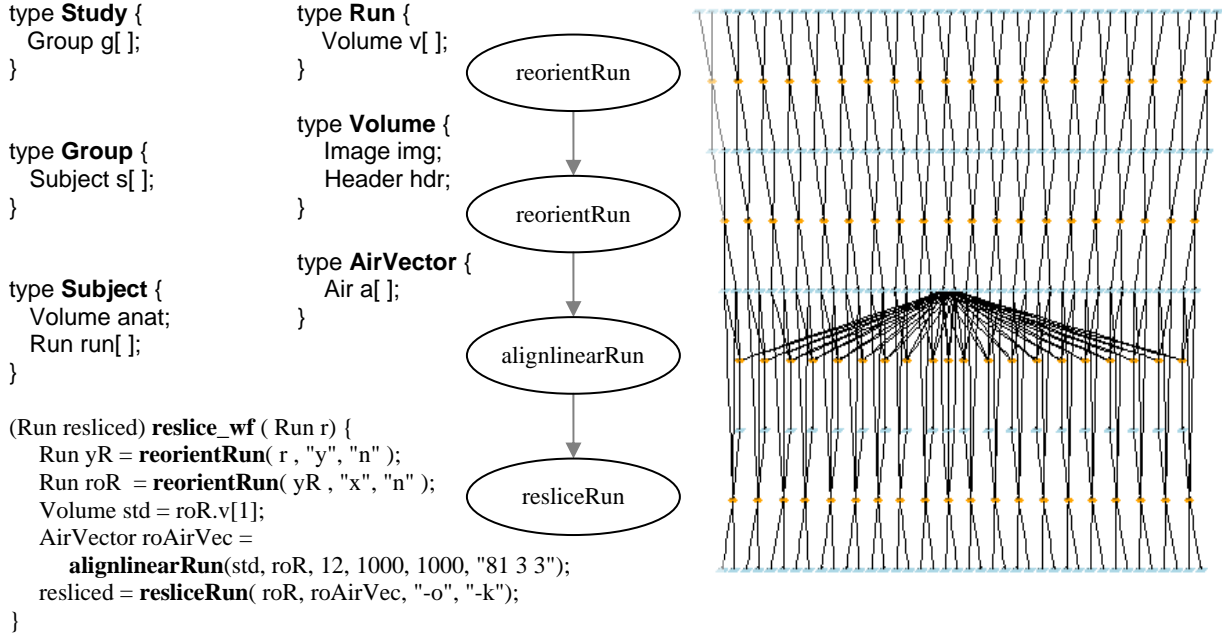 type Study {
Group g[ ];
}
type Group {
Subject s[ ];
}
type Subject {
Volume anat;
Run run[ ];
}
type Run {
Volume v[ ];
}
type Volume {
Image img;
Header hdr;
}
type AirVector {
Air a[ ];
}
(Run resliced) reslice_wf ( Run r) {
Run yR = reorientRun( r , "y", "n" );
Run roR = reorientRun( yR , "x", "n" );
Volume std = roR.v[1];
AirVector roAirVec =
alignlinearRun(std, roR, 12, 1000, 1000, "81 3 3");
resliced = resliceRun( roR, roAirVec, "-o", "-k");
}
reorientRun
reorientRun
alignlinearRun
resliceRun